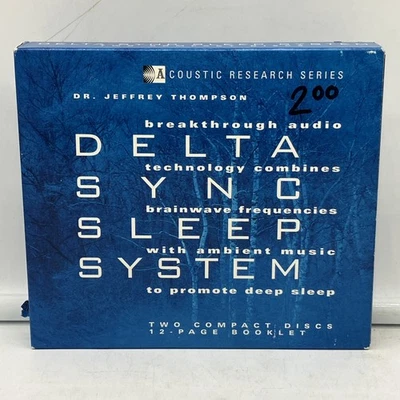 ACOUSTIC RESEARCH SERIES
DR. JEFFREY THOMPSON
2.00
breakthrough audio
DELTA
technology combines
SYNC
brainwave frequencies
SLEEP
with ambient music
SYSTEM
to promote deep sleep
TWO COMPACT DISCS
12-PAGE BOOKLET